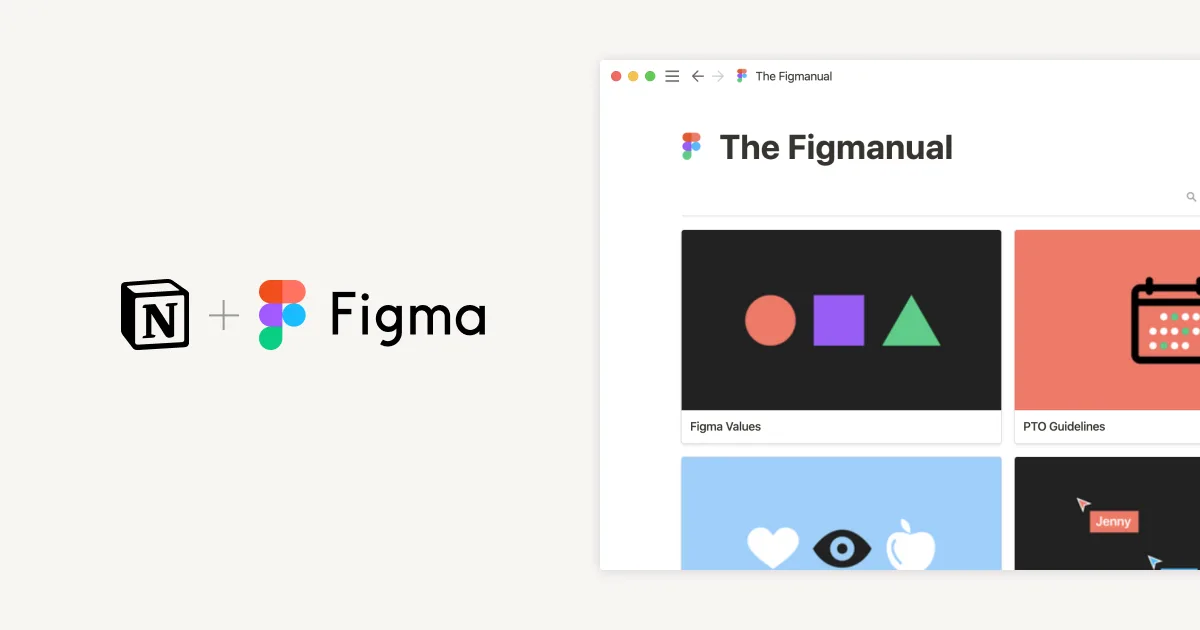 N + Figma
The Figmanual
The Figmanual
Figma Values
PTO Guidelines
Jenny